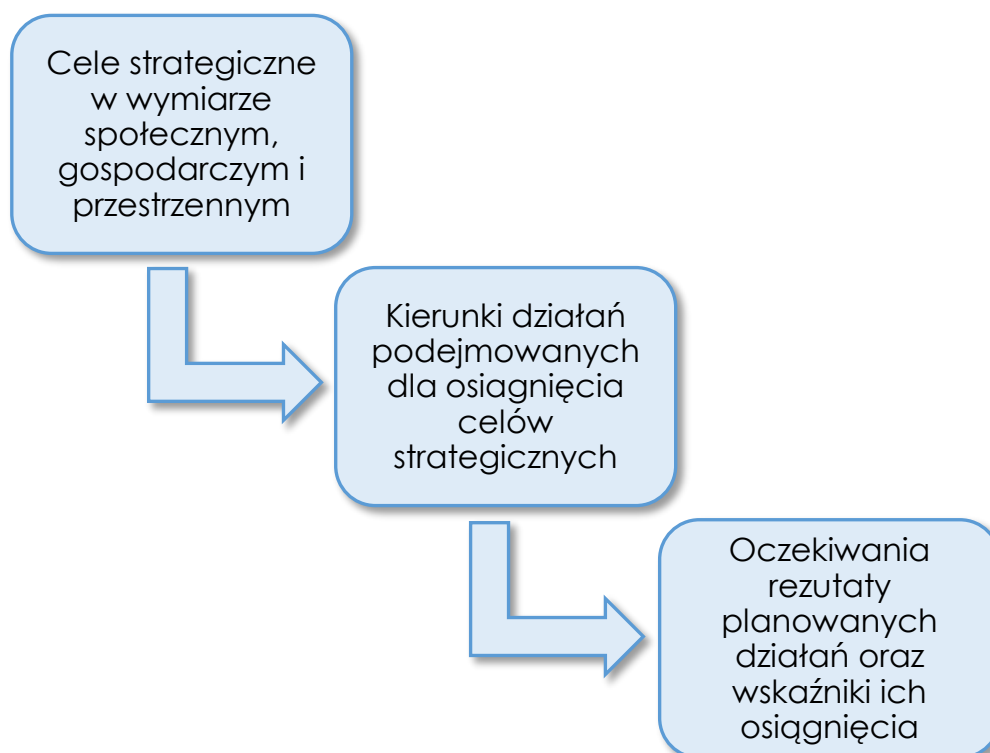 Cele strategiczne
w wymiarze
społecznym,
gospodarczym i
przestrzennym
Kierunki działań
podejmowanych
dla osiagnięcia
celów
strategicznych
Oczekiwania
rezutaty
planowanych
działań oraz
wskaźniki ich
osiągnięcia